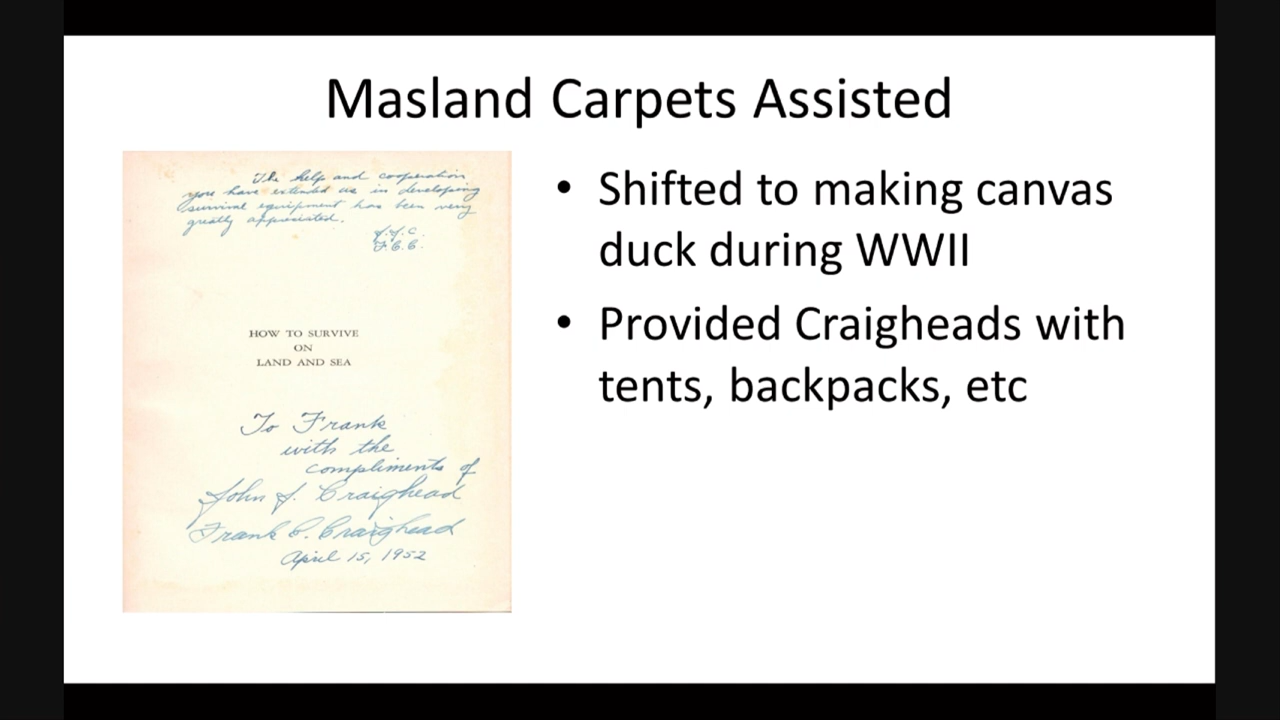 Masland Carpets Assisted
The help and cooperation
you have extended us in developing
survival equipment has been very
greatly appreciated.
J.J.C.
F.C.C.
HOW TO SURVIVE
ON
LAND AND SEA
To Frank
with the
compliments of
John J. Craighead
Frank C. Craighead
April 15, 1952
• Shifted to making canvas
duck during WWII
• Provided Craigheads with
tents, backpacks, etc